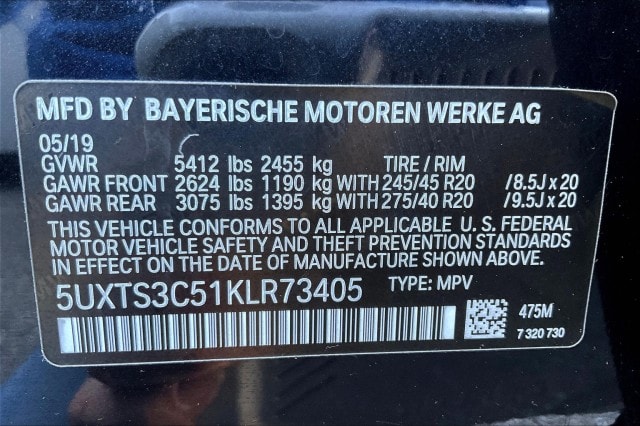 MFD BY BAYERISCHE MOTOREN WERKE AG
05/19
GVWR 5412 lbs 2455 kg TIRE / RIM
GAWR FRONT 2624 lbs 1190 kg WITH 245/45 R20 /8.5J x 20
GAWR REAR 3075 lbs 1395 kg WITH 275/40 R20 /9.5J x 20
THIS VEHICLE CONFORMS TO ALL APPLICABLE U. S. FEDERAL
MOTOR VEHICLE SAFETY AND THEFT PREVENTION STANDARDS
IN EFFECT ON THE DATE OF MANUFACTURE SHOWN ABOVE.
5UXTS3C51KLR73405 TYPE: MPV
475M
7 320 730